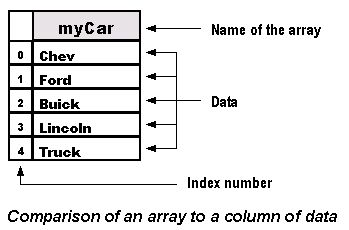 myCar
Name of the array
0 Chev
1 Ford
2 Buick
Data
3 Lincoln
4 Truck
Index number
Comparison of an array to a column of data